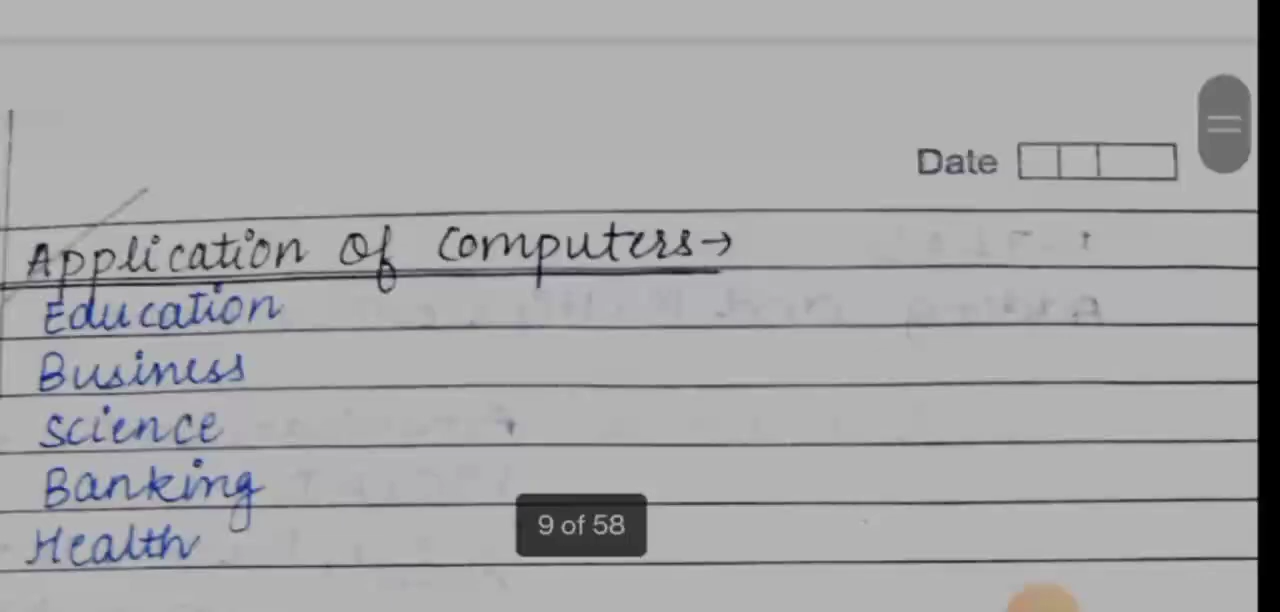 Date
Application Of Computers→
Education
Business
science
Banking
Health
9 of 58